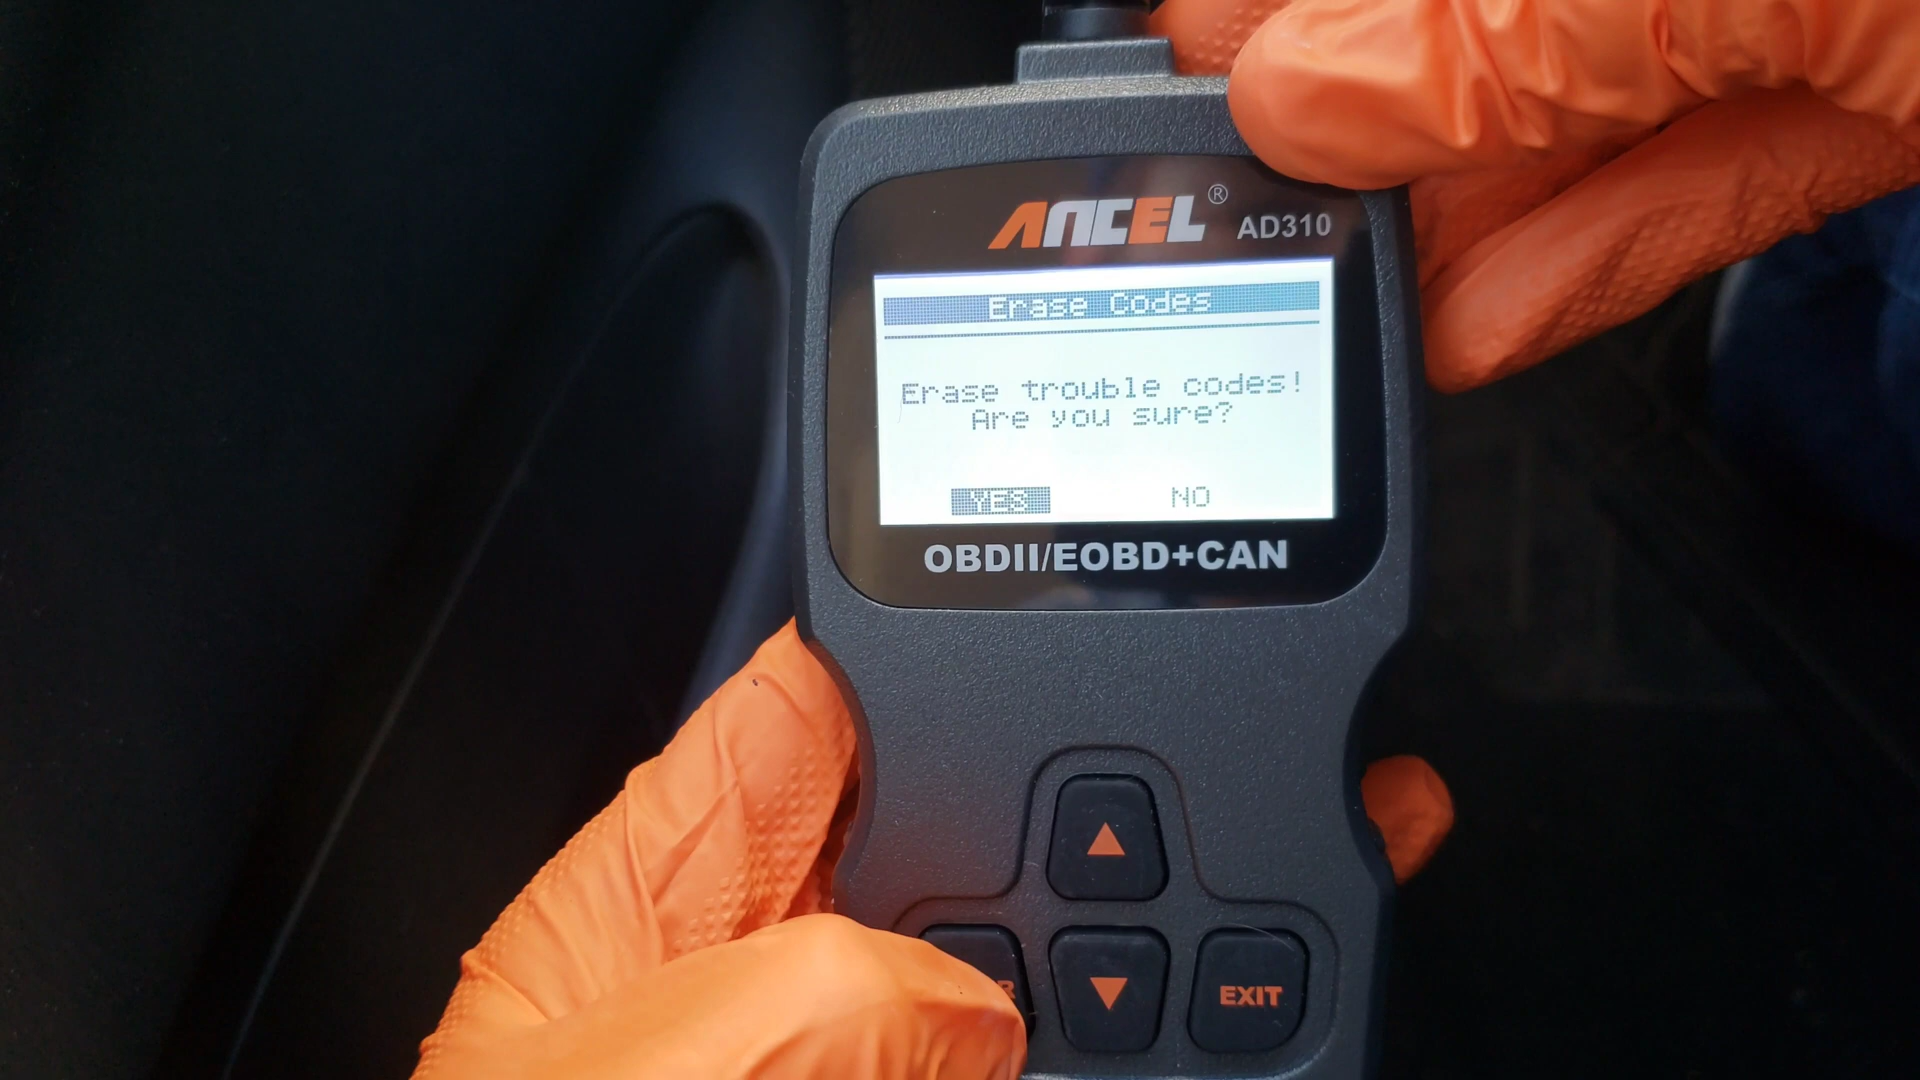 ANCEL® AD310
Erase Codes
Erase trouble codes!
Are you sure?
YES NO
OBDII/EOBD+CAN
EXIT